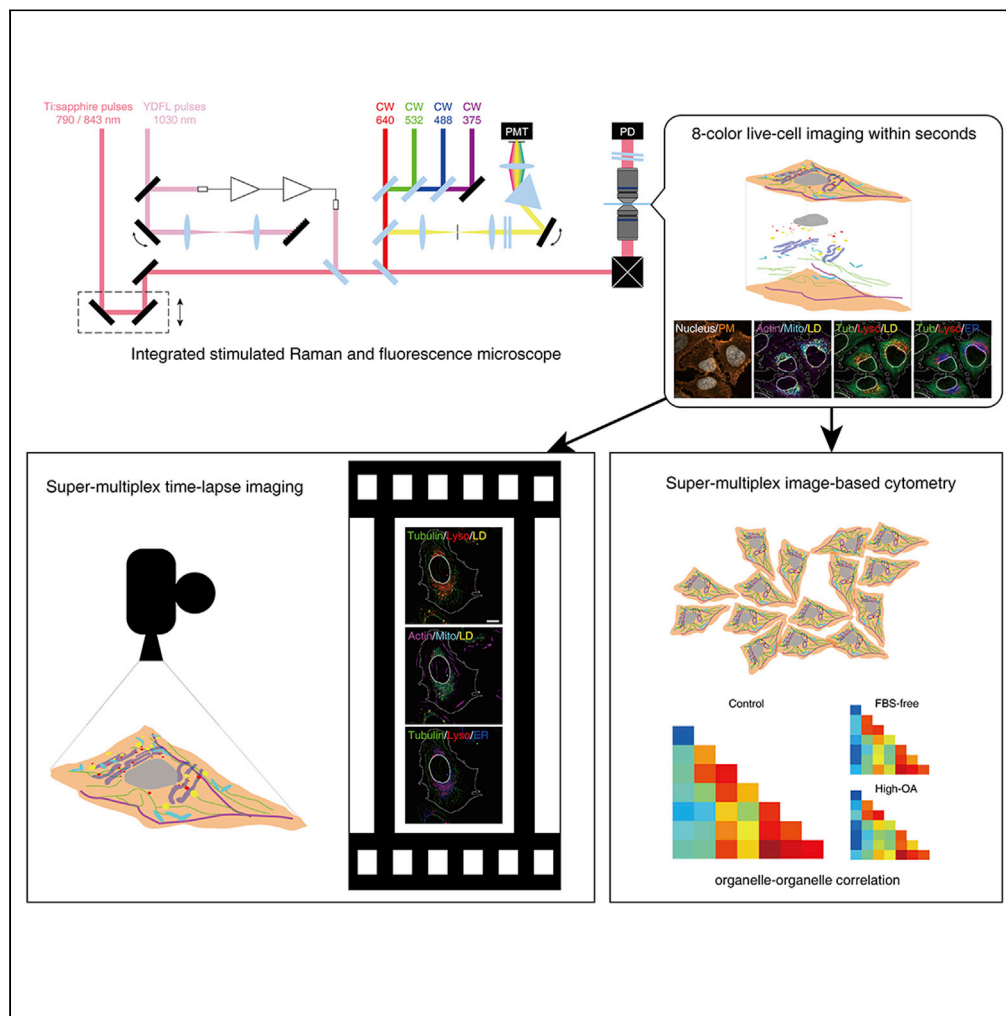 Ti:sapphire pulses
790 / 843 nm
YDFL pulses
1030 nm
CW
640
CW
532
CW
488
CW
375
PMT
PD
8-color live-cell imaging within seconds
Nucleus/PM
Actin/Mito/LD
Tub/Lyso/LD
Tub/Lyso/ER
Integrated stimulated Raman and fluorescence microscope
Super-multiplex time-lapse imaging
Tubulin/Lyso/LD
Actin/Mito/LD
Tubulin/Lyso/ER
Super-multiplex image-based cytometry
Control
FBS-free
High-OA
organelle-organelle correlation